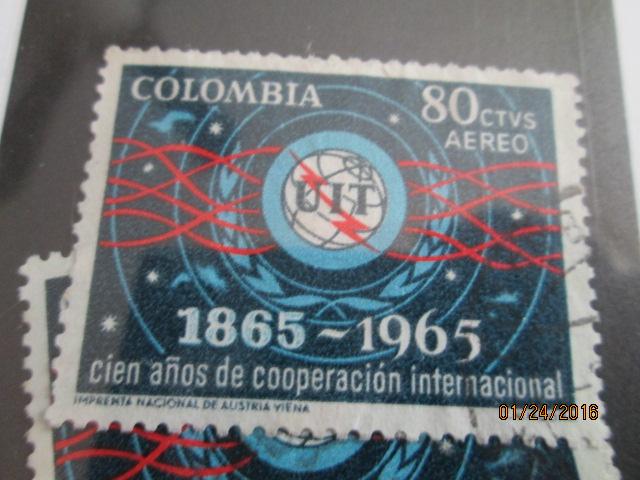 COLOMBIA
80 CTVS
AEREO
UIT
1865 ~ 1965
cien años de cooperación internacional
IMPRENTA NACIONAL DE AUSTRIA VIENA
01/24/2016